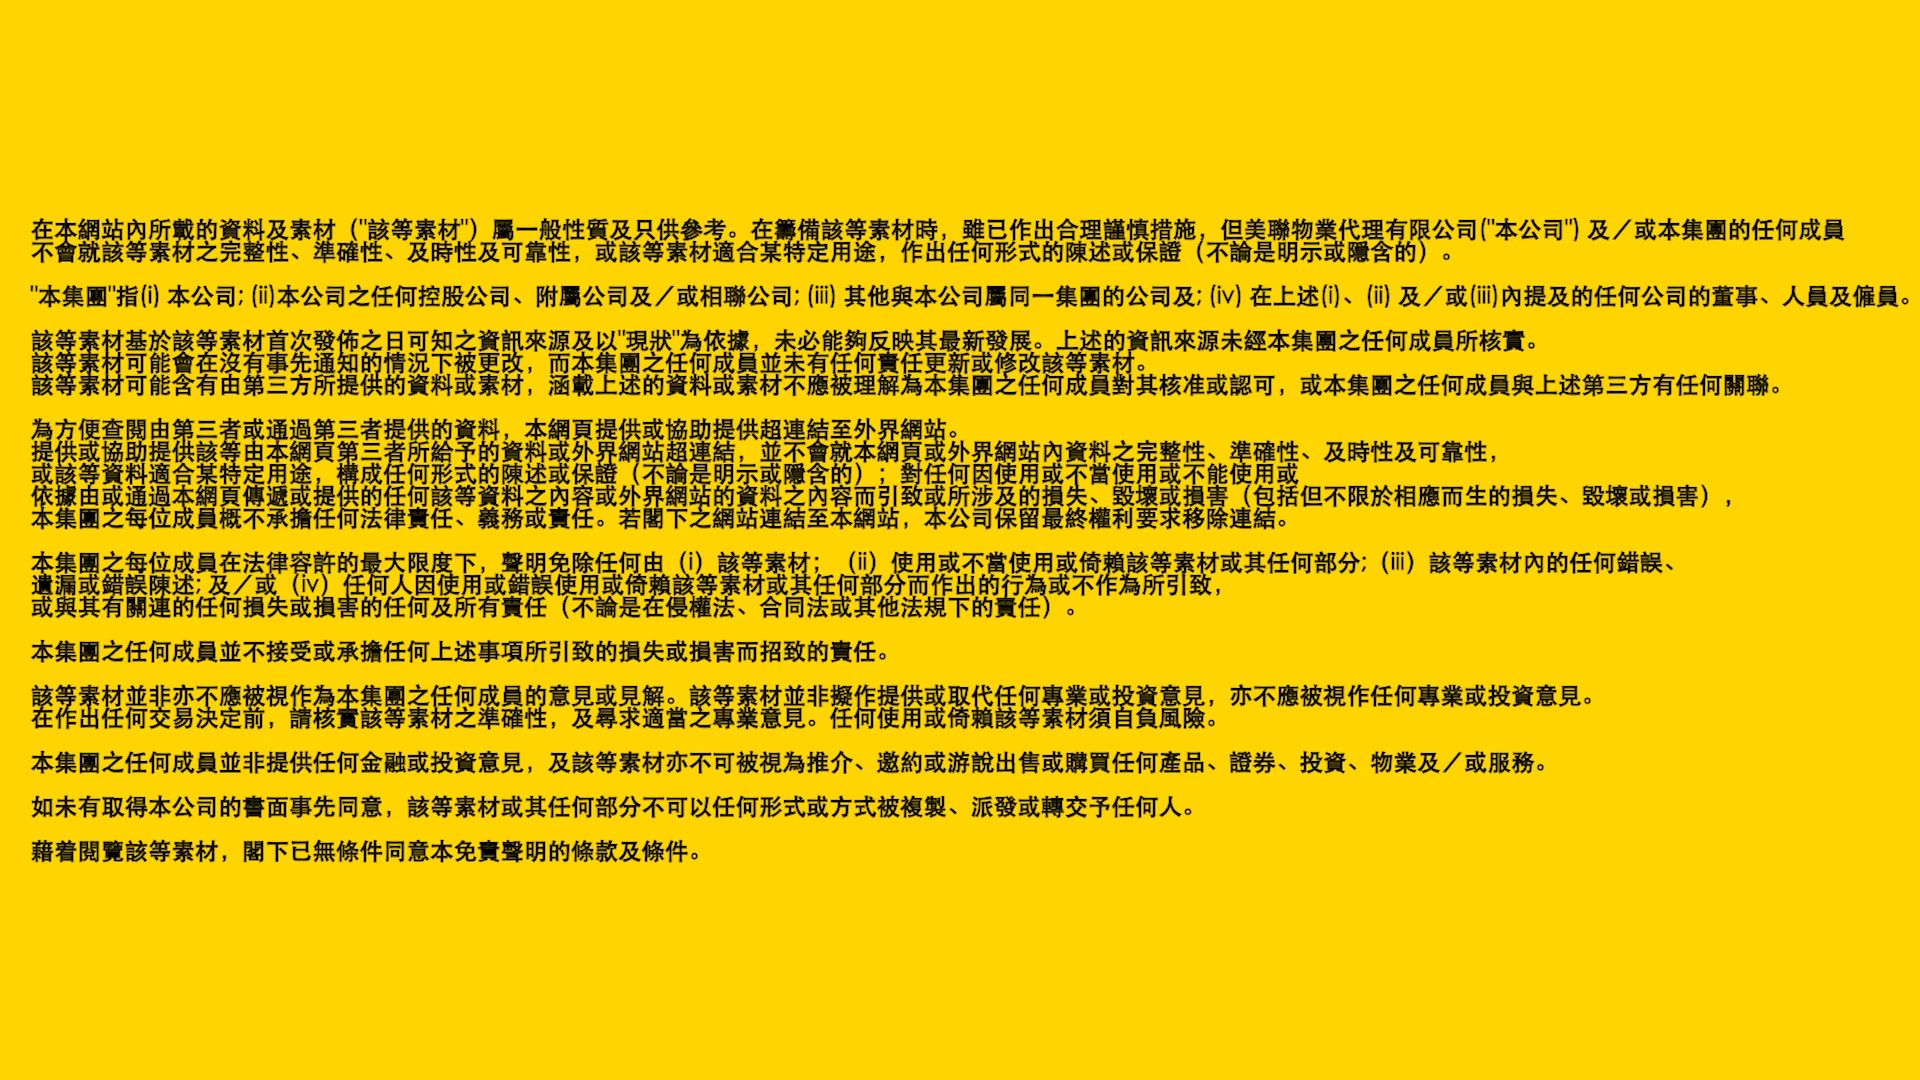 在本網站內所載的資料及素材（"該等素材"）屬一般性質及只供參考。在籌備該等素材時，雖已作出合理謹慎措施，但美聯物業代理有限公司("本公司") 及／或本集團的任何成員
不會就該等素材之完整性、準確性、及時性及可靠性，或該等素材適合某特定用途，作出任何形式的陳述或保證（不論是明示或隱含的）。
"本集團"指(i) 本公司; (ii)本公司之任何控股公司、附屬公司及／或相聯公司; (iii) 其他與本公司屬同一集團的公司及; (iv) 在上述(i)、(ii) 及／或(iii)內提及的任何公司的董事、人員及僱員。
該等素材基於該等素材首次發佈之日可知之資訊來源及以"現狀"為依據，未必能夠反映其最新發展。上述的資訊來源未經本集團之任何成員所核實。
該等素材可能會在沒有事先通知的情況下被更改，而本集團之任何成員並未有任何責任更新或修改該等素材。
該等素材可能含有由第三方所提供的資料或素材，涵載上述的資料或素材不應被理解為本集團之任何成員對其核准或認可，或本集團之任何成員與上述第三方有任何關聯。
為方便查閱由第三者或通過第三者提供的資料，本網頁提供或協助提供超連結至外界網站。
提供或協助提供該等由本網頁第三者所給予的資料或外界網站超連結，並不會就本網頁或外界網站內資料之完整性、準確性、及時性及可靠性，
或該等資料適合某特定用途，構成任何形式的陳述或保證（不論是明示或隱含的）；對任何因使用或不當使用或不能使用或
依據由或通過本網頁傳遞或提供的任何該等資料之內容或外界網站的資料之內容而引致或所涉及的損失、毀壞或損害（包括但不限於相應而生的損失、毀壞或損害），
本集團之每位成員概不承擔任何法律責任、義務或責任。若閣下之網站連結至本網站，本公司保留最終權利要求移除連結。
本集團之每位成員在法律容許的最大限度下，聲明免除任何由（i）該等素材；（ii）使用或不當使用或倚賴該等素材或其任何部分;（iii）該等素材內的任何錯誤、
遺漏或錯誤陳述; 及／或（iv）任何人因使用或錯誤使用或倚賴該等素材或其任何部分而作出的行為或不作為所引致，
或與其有關連的任何損失或損害的任何及所有責任（不論是在侵權法、合同法或其他法規下的責任）。
本集團之任何成員並不接受或承擔任何上述事項所引致的損失或損害而招致的責任。
該等素材並非亦不應被視作為本集團之任何成員的意見或見解。該等素材並非擬作提供或取代任何專業或投資意見，亦不應被視作任何專業或投資意見。
在作出任何交易決定前，請核實該等素材之準確性，及尋求適當之專業意見。任何使用或倚賴該等素材須自負風險。
本集團之任何成員並非提供任何金融或投資意見，及該等素材亦不可被視為推介、邀約或游說出售或購買任何產品、證券、投資、物業及／或服務。
如未有取得本公司的書面事先同意，該等素材或其任何部分不可以任何形式或方式被複製、派發或轉交予任何人。
藉着閱覽該等素材，閣下已無條件同意本免責聲明的條款及條件。